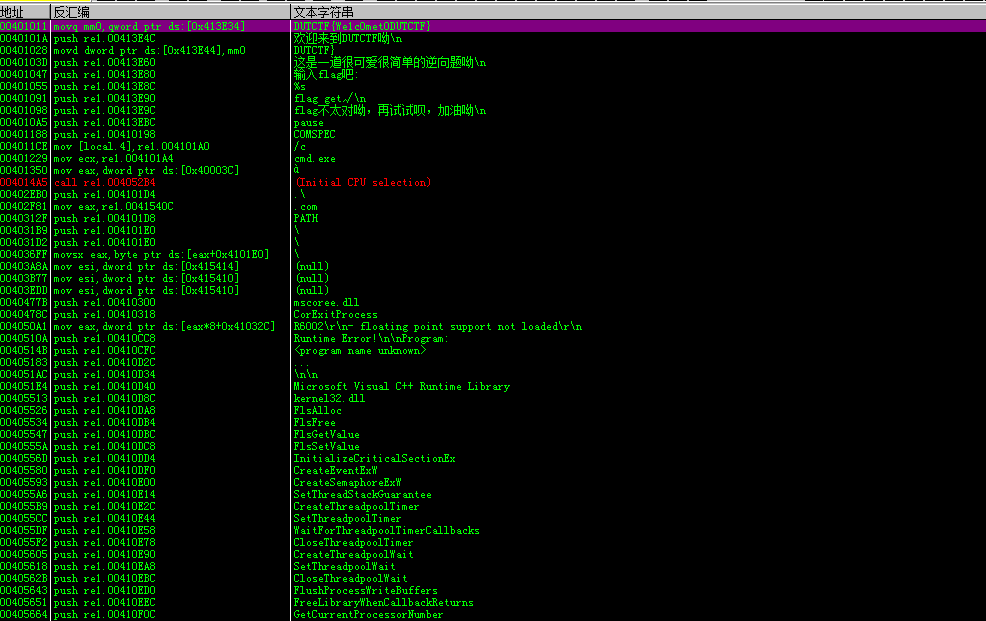 地址 反汇编 文本字符串
00401011 movq mm0,qword ptr ds:[0x413E34] DUTCTF{We1c0met0DUTCTF}
0040101A push re1.00413E4C 欢迎来到DUTCTF呦\n
00401028 movd dword ptr ds:[0x413E44],mm0 DUTCTF}
0040103D push re1.00413E60 这是一道很可爱很简单的逆向题呦\n
00401047 push re1.00413E80 输入flag吧:
00401055 push re1.00413E8C %s
00401091 push re1.00413E90 flag get√\n
00401098 push re1.00413E9C flag不太对呦，再试试呗，加油呦\n
004010A5 push re1.00413EBC pause
00401188 push re1.00410198 COMSPEC
004011CE mov [local.4],re1.004101A0 /c
00401229 mov ecx,re1.004101A4 cmd.exe
00401350 mov eax,dword ptr ds:[0x40003C] à
004014A5 call re1.004052B4 (Initial CPU selection)
00402EB0 push re1.004101D4 .\
00402F81 mov eax,re1.0041540C .com
0040312F push re1.004101D8 PATH
004031B9 push re1.004101E0 \
004031D2 push re1.004101E0 \
004036FF movsx eax,byte ptr ds:[eax+0x4101E0] \
00403A8A mov esi,dword ptr ds:[0x415414] (null)
00403B77 mov esi,dword ptr ds:[0x415410] (null)
00403EDD mov esi,dword ptr ds:[0x415410] (null)
0040477B push re1.00410300 mscoree.dll
0040478C push re1.00410318 CorExitProcess
004050A1 mov eax,dword ptr ds:[eax*8+0x41032C] R6002\r\n- floating point support not loaded\r\n
0040510A push re1.00410CC8 Runtime Error!\n\nProgram:
0040514B push re1.00410CFC <program name unknown>
00405183 push re1.00410D2C ...
004051AC push re1.00410D34 \n\n
004051E4 push re1.00410D40 Microsoft Visual C++ Runtime Library
00405513 push re1.00410D8C kernel32.dll
00405526 push re1.00410DA8 FlsAlloc
00405534 push re1.00410DB4 FlsFree
00405547 push re1.00410DBC FlsGetValue
0040555A push re1.00410DC8 FlsSetValue
0040556D push re1.00410DD4 InitializeCriticalSectionEx
00405580 push re1.00410DF0 CreateEventExW
00405593 push re1.00410E00 CreateSemaphoreExW
004055A6 push re1.00410E14 SetThreadStackGuarantee
004055B9 push re1.00410E2C CreateThreadpoolTimer
004055CC push re1.00410E44 SetThreadpoolTimer
004055DF push re1.00410E58 WaitForThreadpoolTimerCallbacks
004055F2 push re1.00410E78 CloseThreadpoolTimer
00405605 push re1.00410E90 CreateThreadpoolWait
00405618 push re1.00410EA8 SetThreadpoolWait
0040562B push re1.00410EBC CloseThreadpoolWait
00405643 push re1.00410ED0 FlushProcessWriteBuffers
00405651 push re1.00410EEC FreeLibraryWhenCallbackReturns
00405664 push re1.00410F0C GetCurrentProcessorNumber